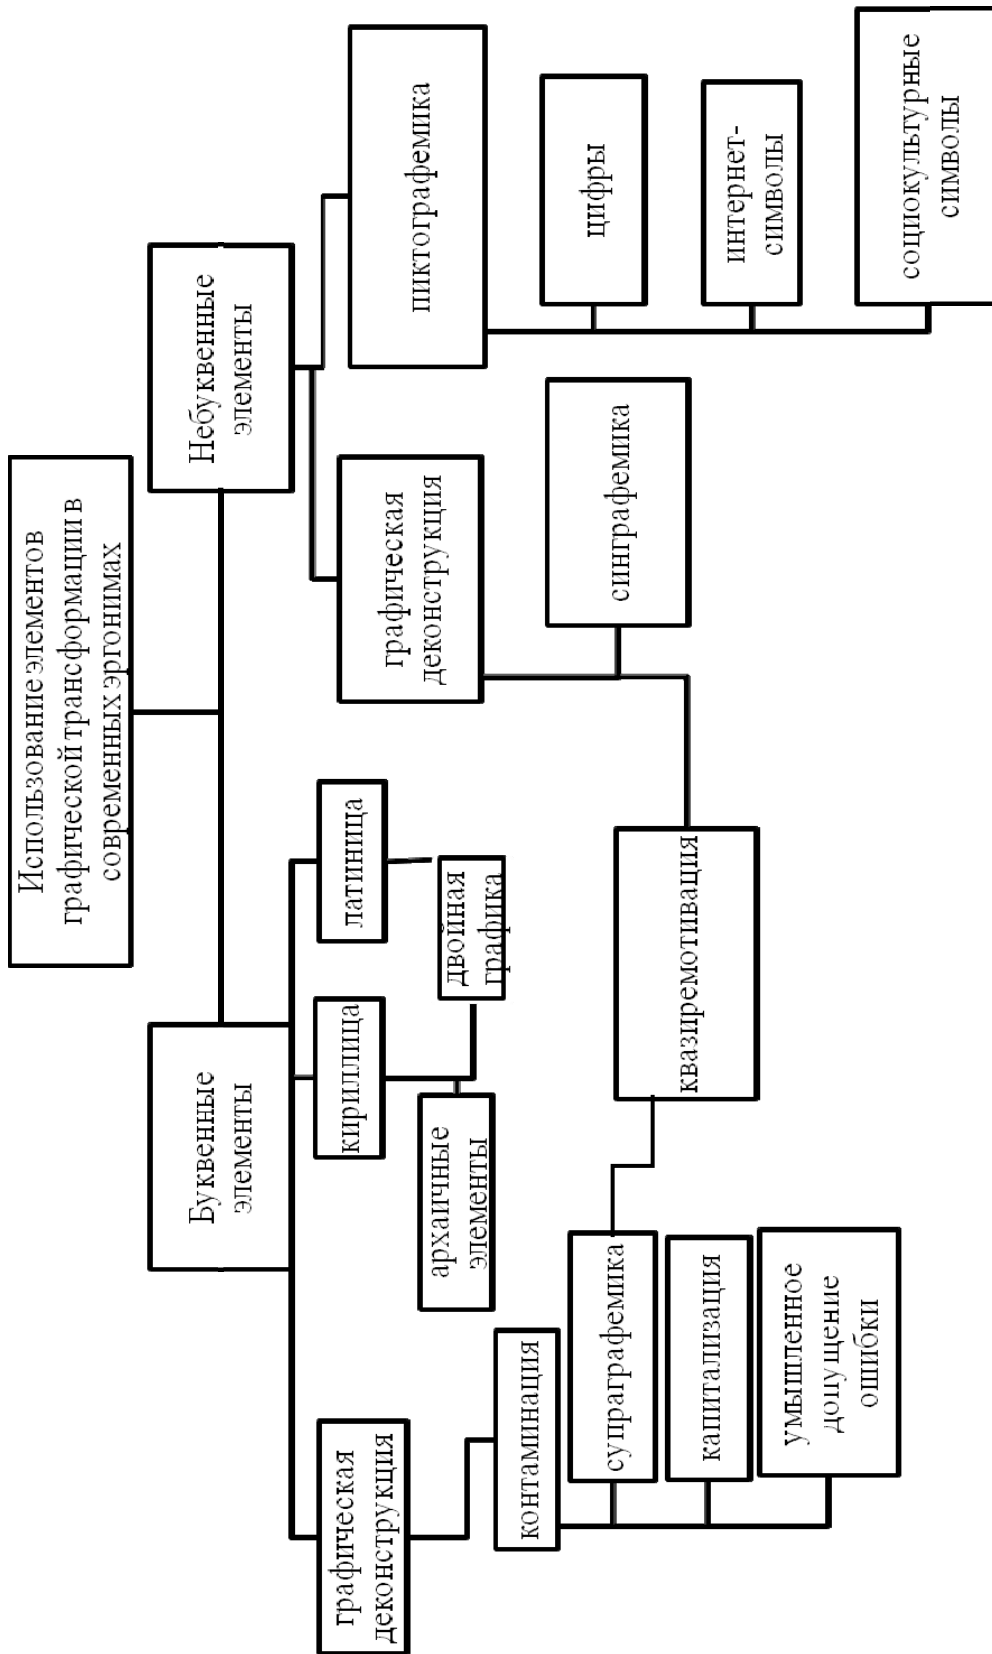 Использование элементов
графической трансформации в
современных эргонимах
Буквенные
элементы
Небуквенные
элементы
графическая
деконструкция
кириллица
латиница
графическая
деконструкция
пиктографемика
архаичные
элементы
двойная
графика
контаминация
синграфемика
цифры
супраграфемика
квазиремотивация
интернет-
символы
капитализация
умышленное
допущение
ошибки
социокультурные
символы